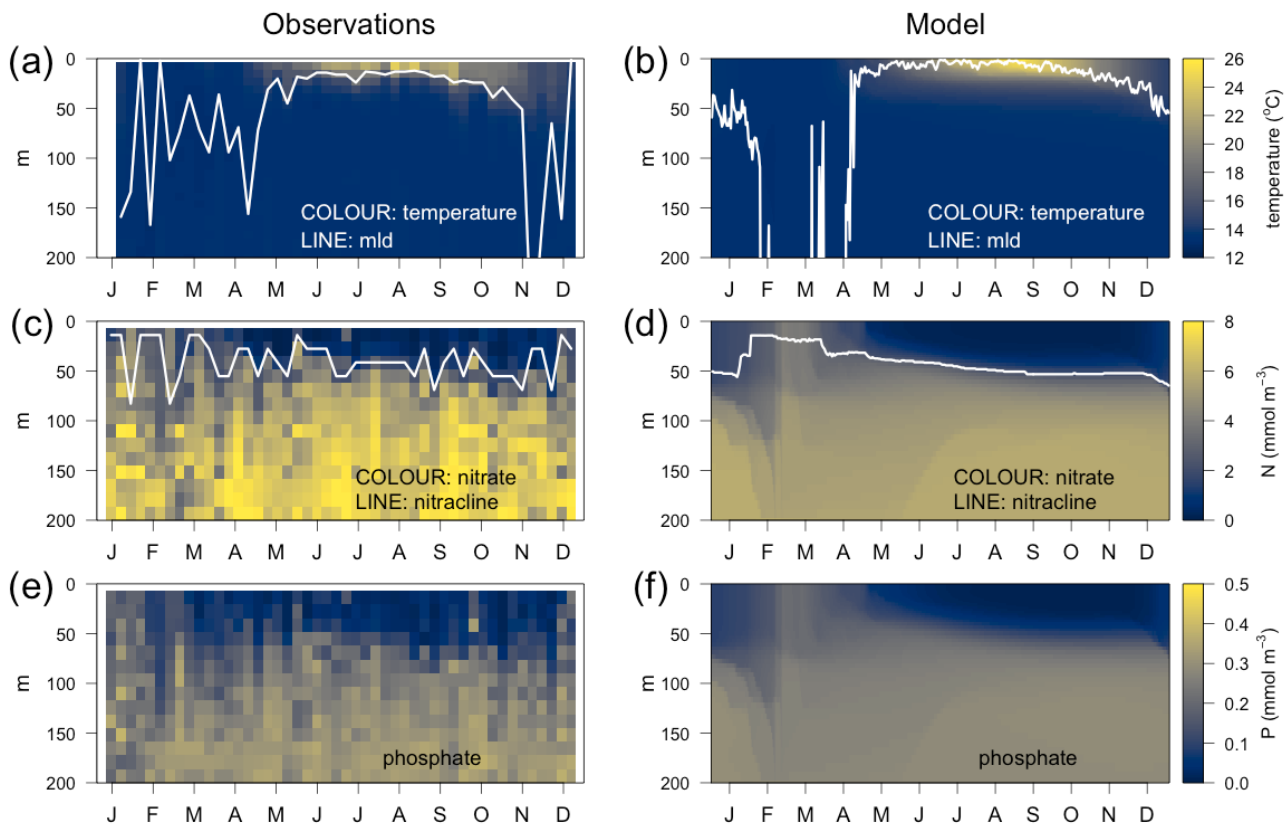 Observations
Model
(a)
0
50
100
150
200
m
COLOUR: temperature
LINE: mld
J F M A M J J A S O N D
(b)
0
50
100
150
200
m
COLOUR: temperature
LINE: mld
J F M A M J J A S O N D
26
24
22
20
18
16
14
12
temperature (°C)
(c)
0
50
100
150
200
m
COLOUR: nitrate
LINE: nitracline
J F M A M J J A S O N D
(d)
0
50
100
150
200
m
COLOUR: nitrate
LINE: nitracline
J F M A M J J A S O N D
8
6
4
2
0
N (mmol m⁻³)
(e)
0
50
100
150
200
m
phosphate
J F M A M J J A S O N D
(f)
0
50
100
150
200
m
phosphate
J F M A M J J A S O N D
0.5
0.4
0.3
0.2
0.1
0.0
P (mmol m⁻³)